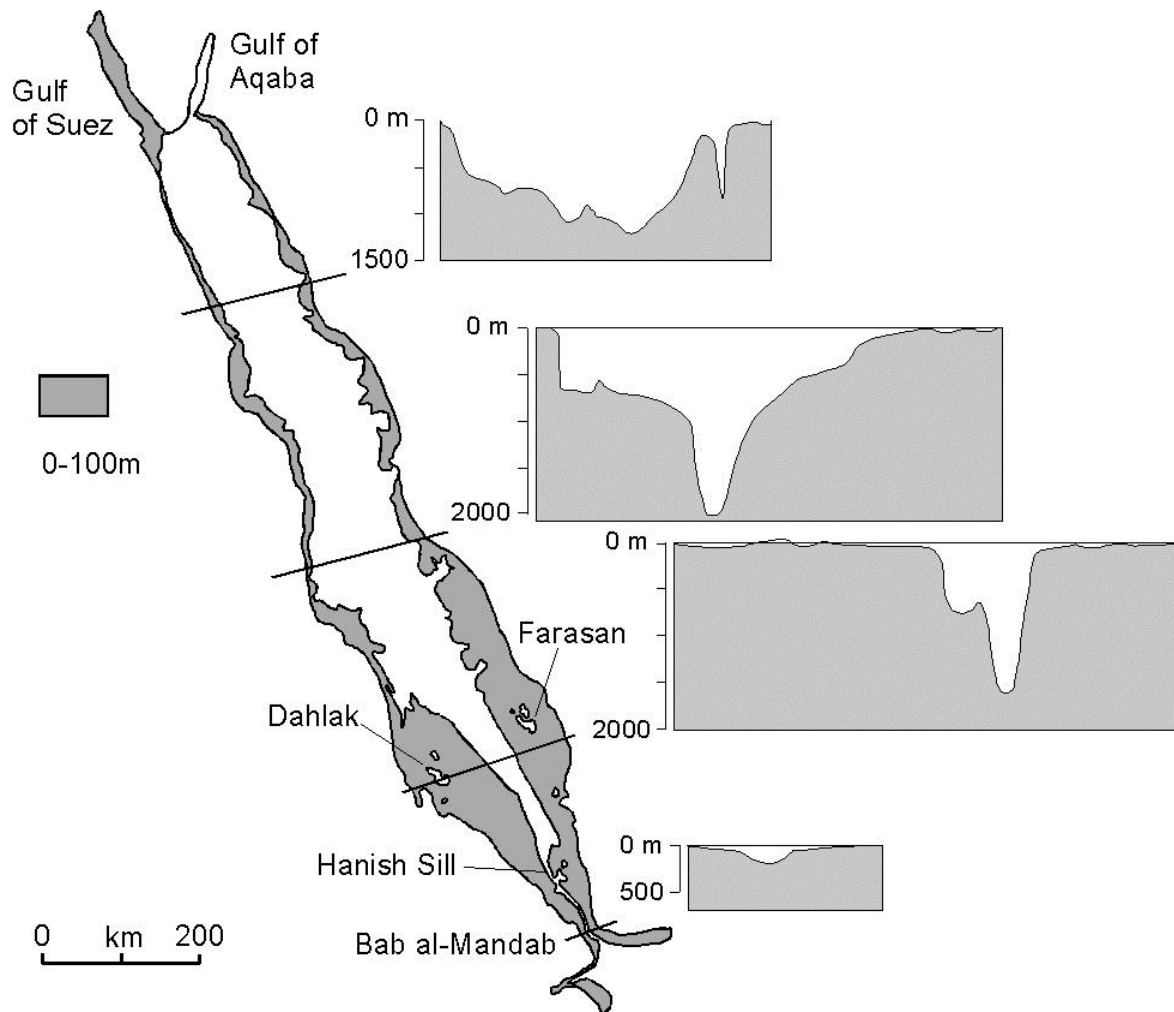 Gulf of
Aqaba
Gulf
of Suez
0 m
1500
0 m
2000
0-100m
0 m
2000
Farasan
Dahlak
0 m
500
Hanish Sill
Bab al-Mandab
0 km 200